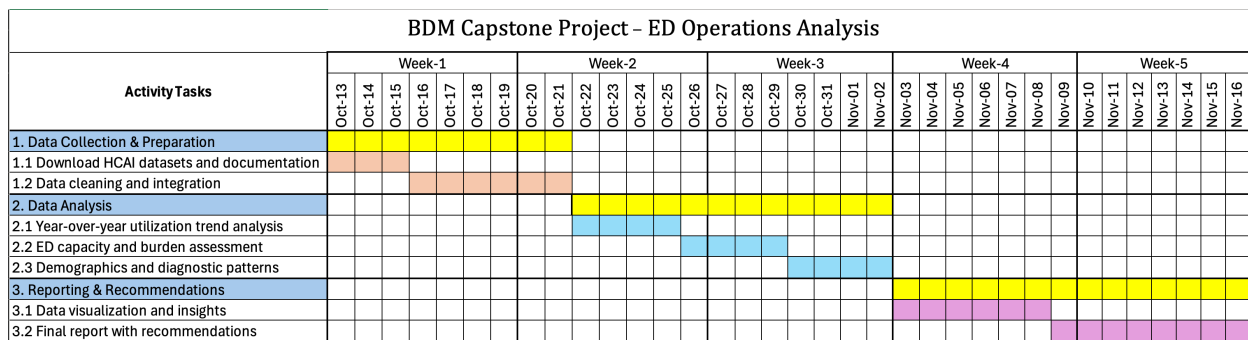 BDM Capstone Project – ED Operations Analysis
Activity Tasks
Week-1 Week-2 Week-3 Week-4 Week-5
Oct-13 Oct-14 Oct-15 Oct-16 Oct-17 Oct-18 Oct-19 Oct-20 Oct-21 Oct-22 Oct-23 Oct-24 Oct-25 Oct-26 Oct-27 Oct-28 Oct-29 Oct-30 Oct-31 Nov-01 Nov-02 Nov-03 Nov-04 Nov-05 Nov-06 Nov-07 Nov-08 Nov-09 Nov-10 Nov-11 Nov-12 Nov-13 Nov-14 Nov-15 Nov-16
1. Data Collection & Preparation
1.1 Download HCAI datasets and documentation
1.2 Data cleaning and integration
2. Data Analysis
2.1 Year-over-year utilization trend analysis
2.2 ED capacity and burden assessment
2.3 Demographics and diagnostic patterns
3. Reporting & Recommendations
3.1 Data visualization and insights
3.2 Final report with recommendations